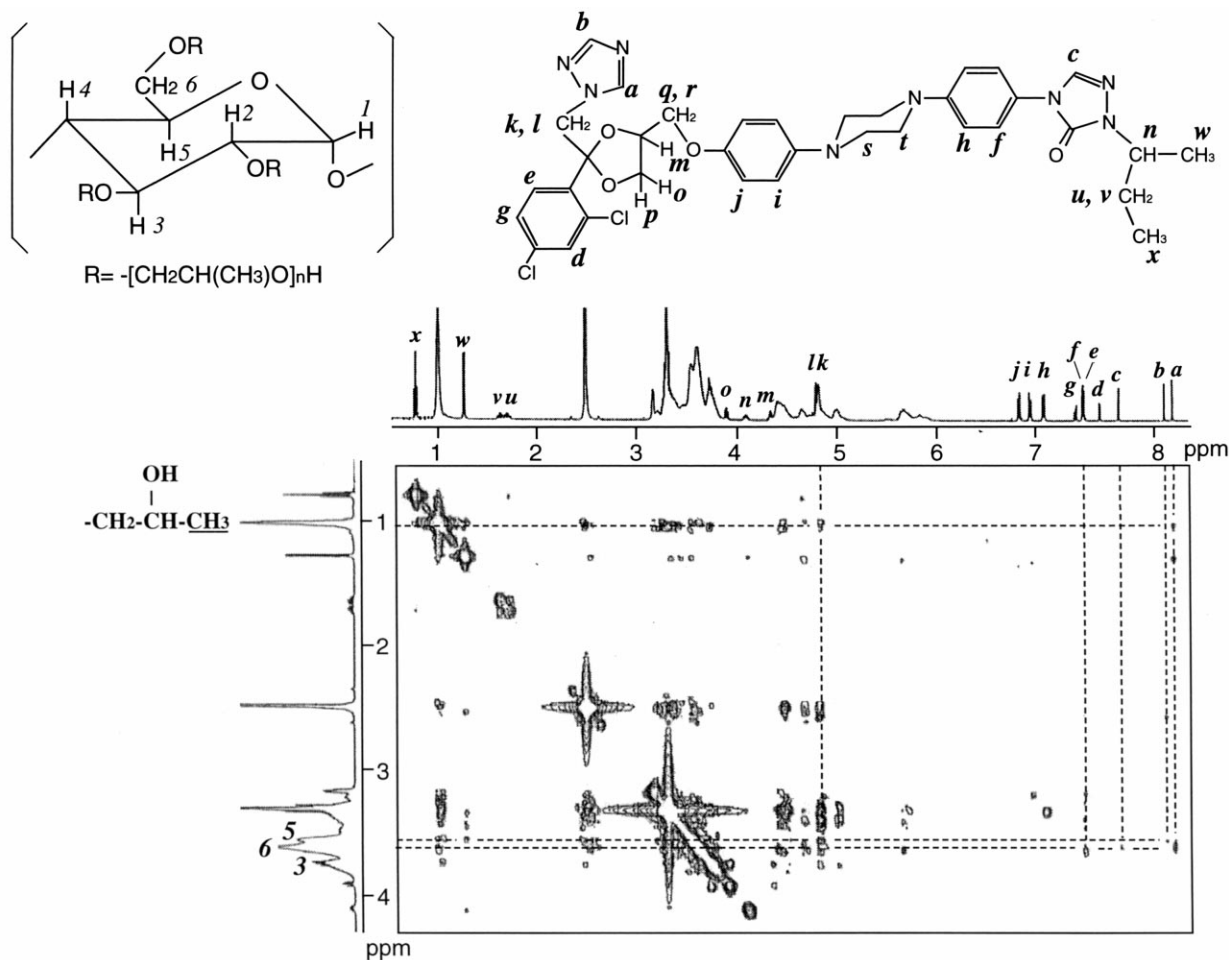 OR
CH2 6
H 4
O
H2
1
H
H5
OR
RO
O
H 3
R= -[CH2CH(CH3)O]nH
b
N
N
N
a
k, l
CH2
q, r
CH2
O
O
m
H
O
e
H
o
H
p
g
Cl
d
Cl
j
i
N
s
t
N
h
f
c
N
N
N
O
n
w
CH3
u, v
CH2
CH3
x
x
w
v u
o
n
m
l k
j i h
f e
g d
c
b a
1 2 3 4 5 6 7 8
ppm
OH
-CH2-CH-CH3
1
2
3
5
6
3
4
ppm